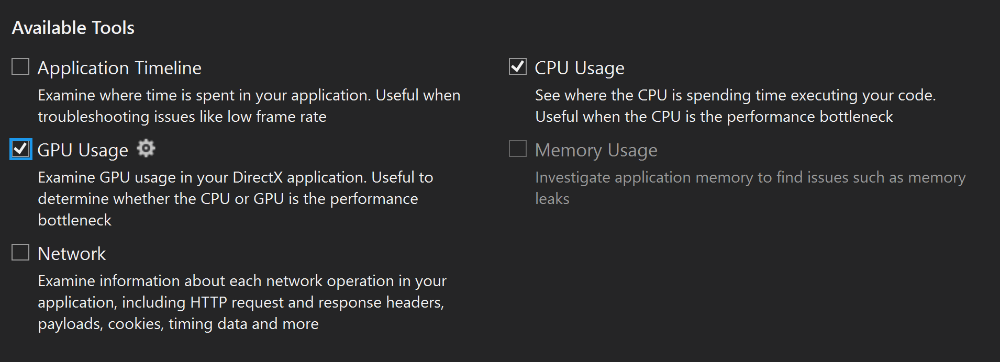 Available Tools
Application Timeline
Examine where time is spent in your application. Useful when
troubleshooting issues like low frame rate
CPU Usage
See where the CPU is spending time executing your code.
Useful when the CPU is the performance bottleneck
GPU Usage
Examine GPU usage in your DirectX application. Useful to
determine whether the CPU or GPU is the performance
bottleneck
Memory Usage
Investigate application memory to find issues such as memory
leaks
Network
Examine information about each network operation in your
application, including HTTP request and response headers,
payloads, cookies, timing data and more